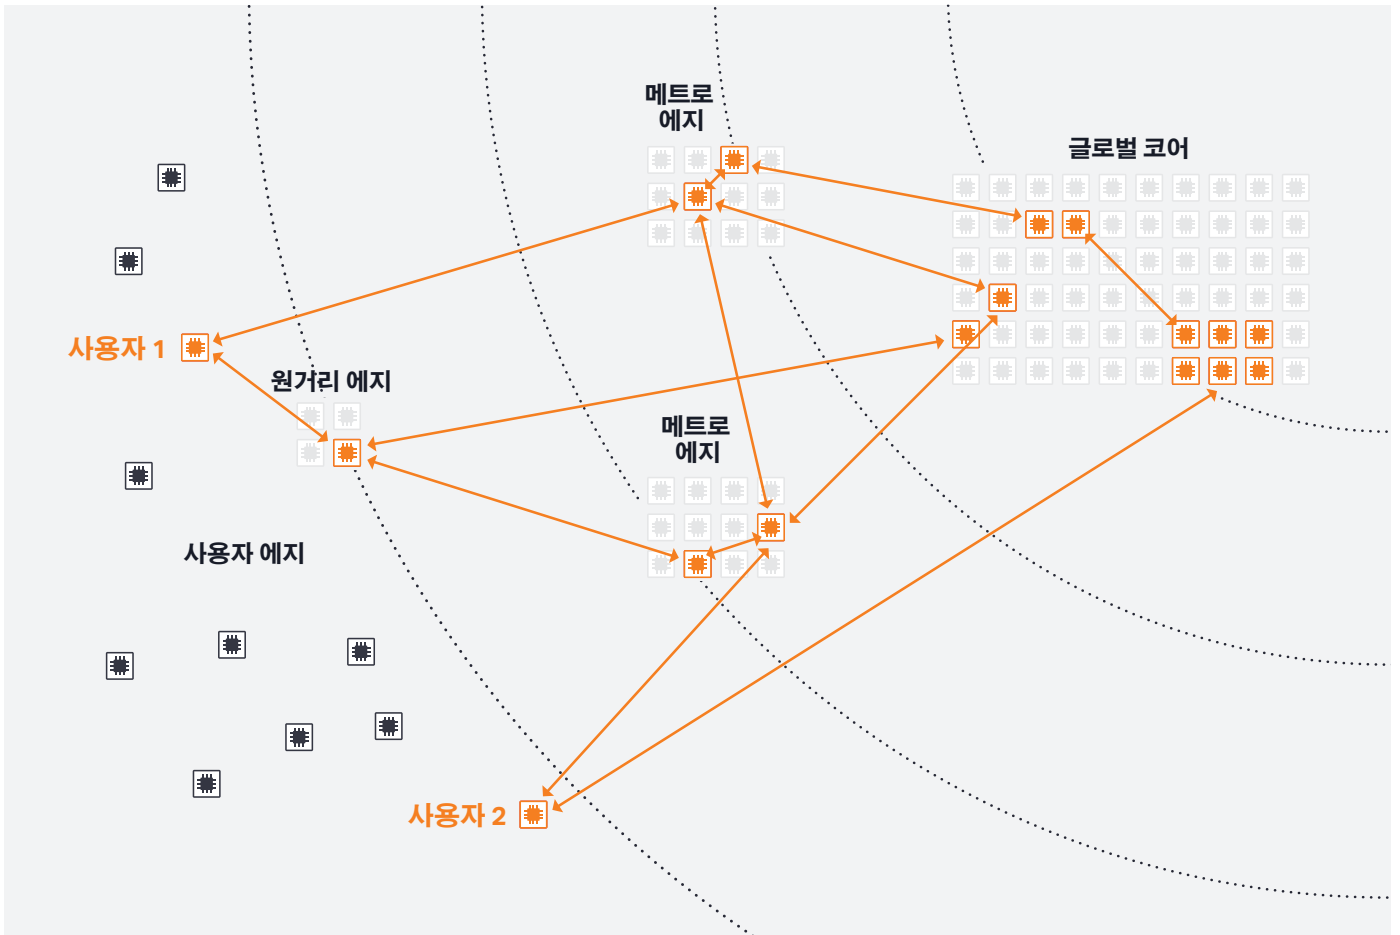 메트로
에지
글로벌 코어
사용자 1
원거리 에지
메트로
에지
사용자 에지
사용자 2